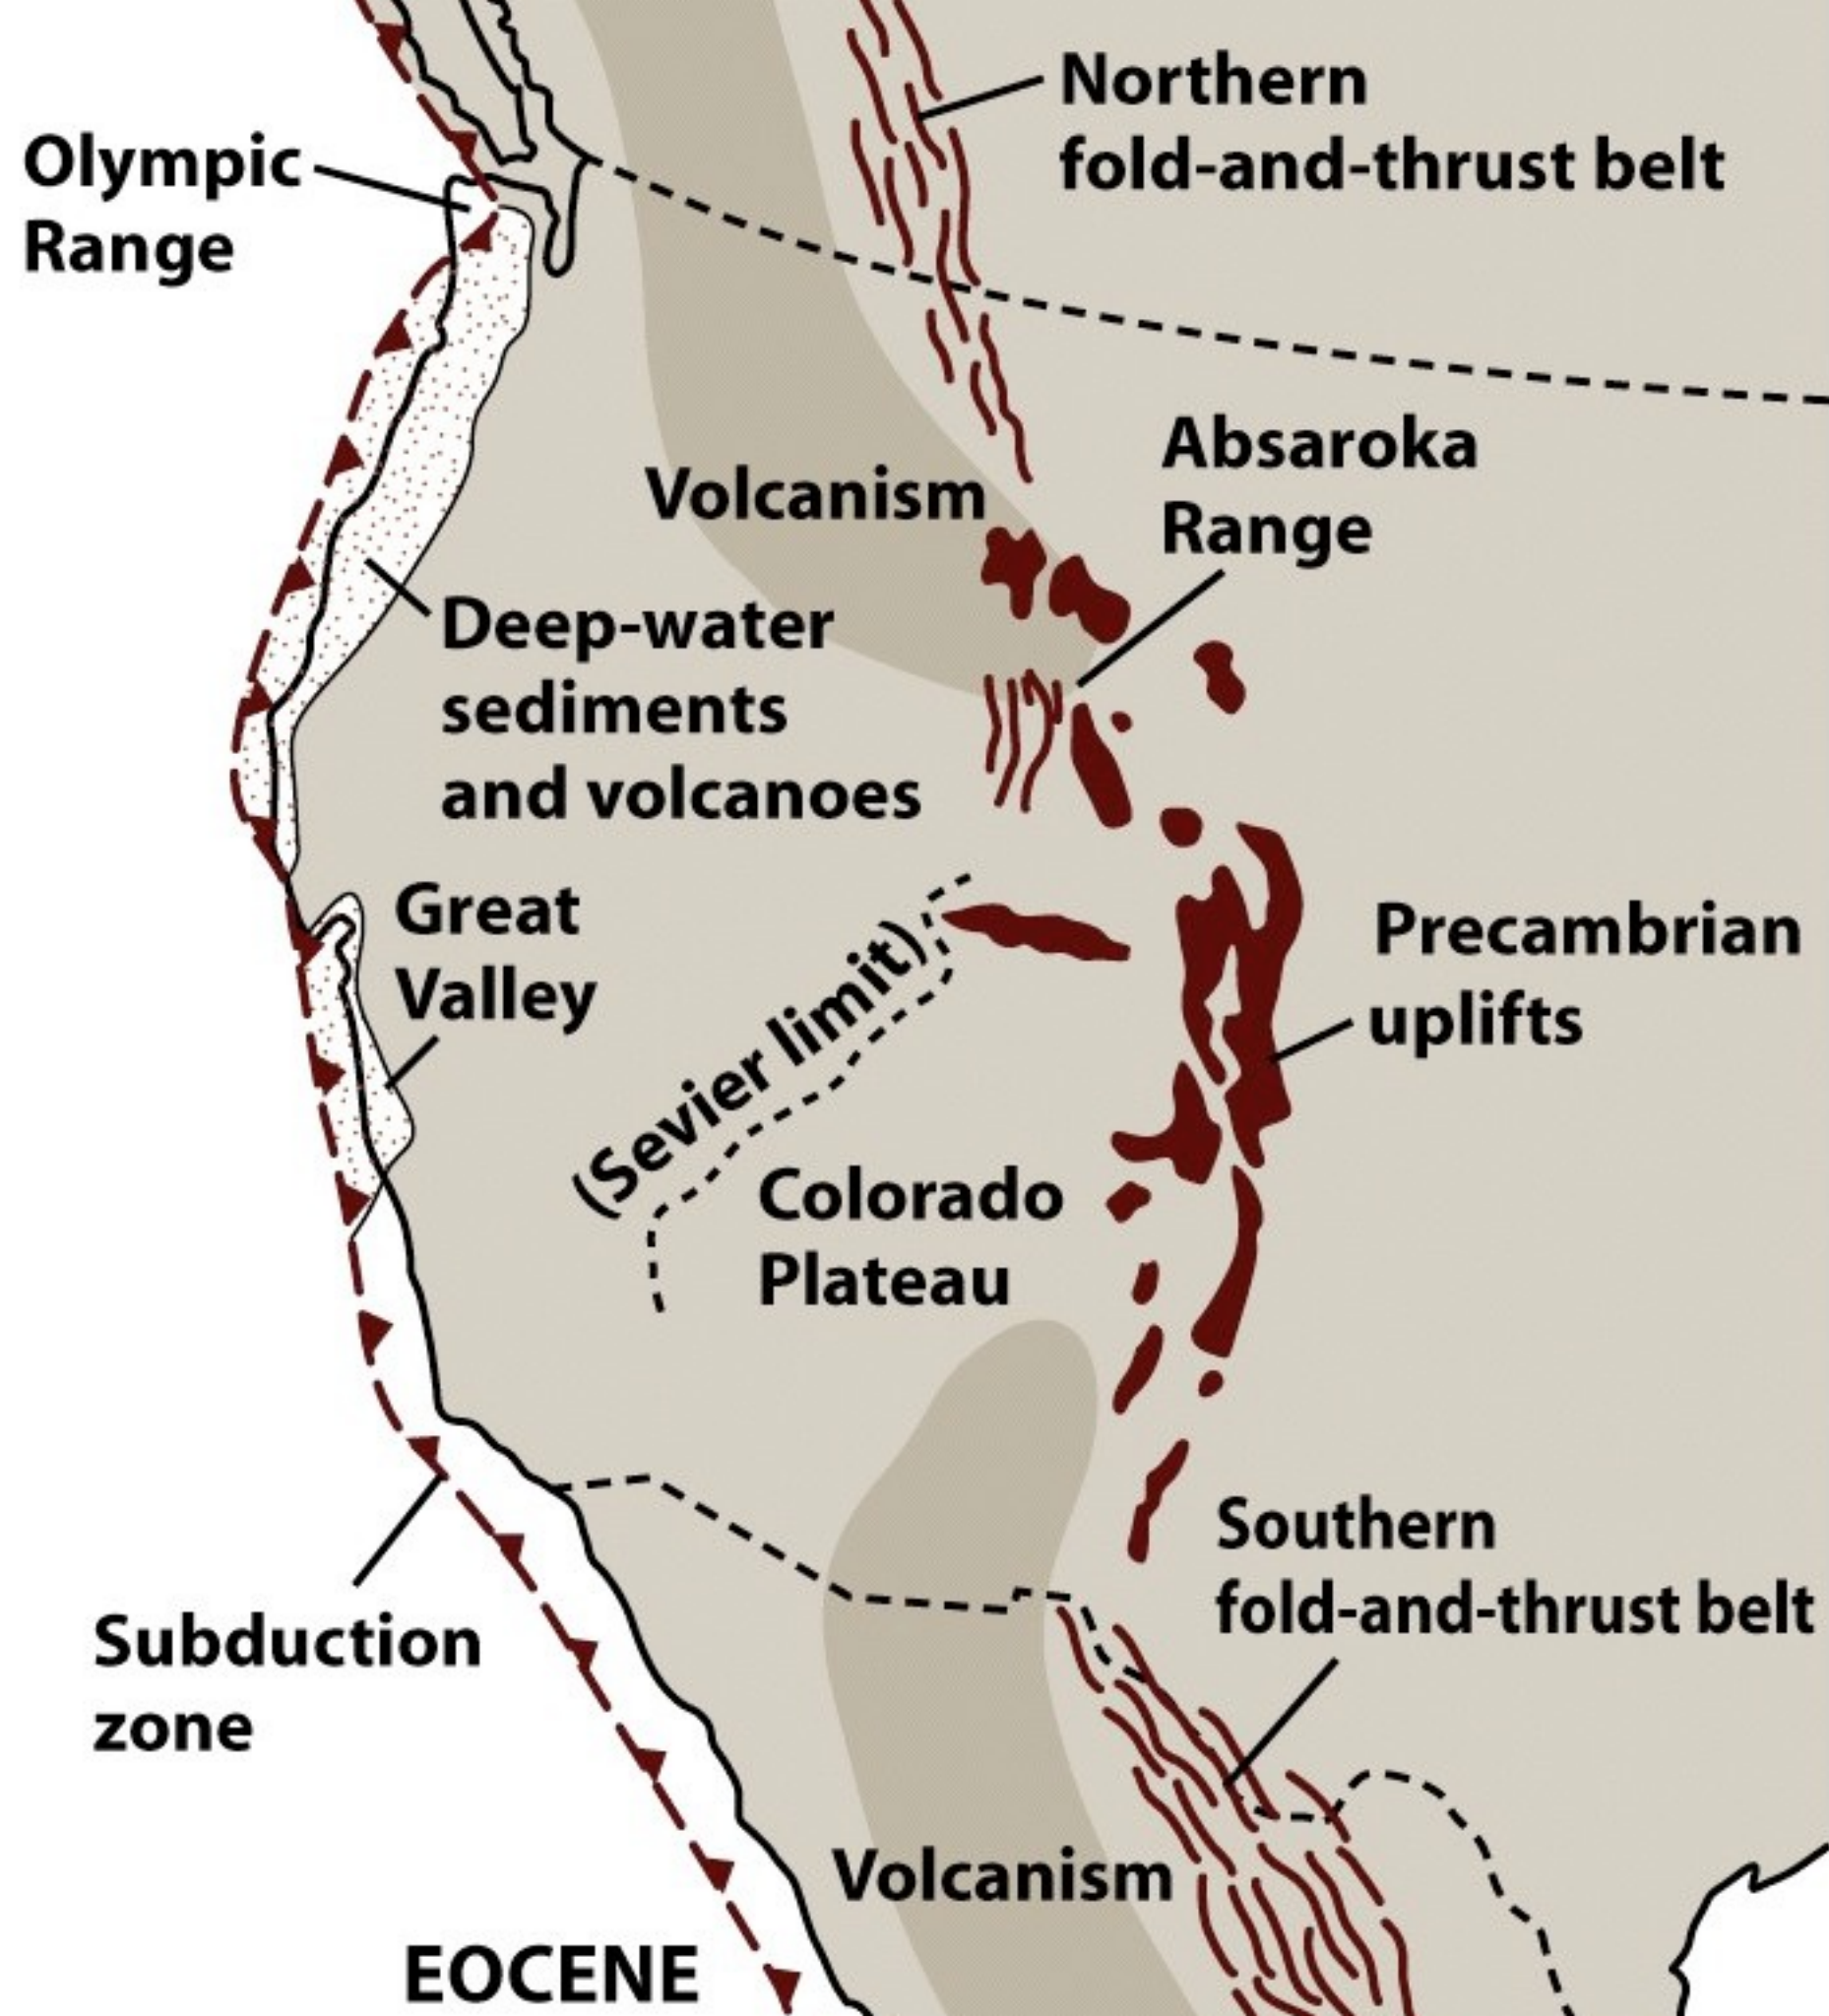 Northern
fold-and-thrust belt
Olympic
Range
Absaroka
Range
Volcanism
Deep-water
sediments
and volcanoes
Great
Valley
Precambrian
uplifts
(Sevier limit)
Colorado
Plateau
Southern
fold-and-thrust belt
Subduction
zone
Volcanism
EOCENE